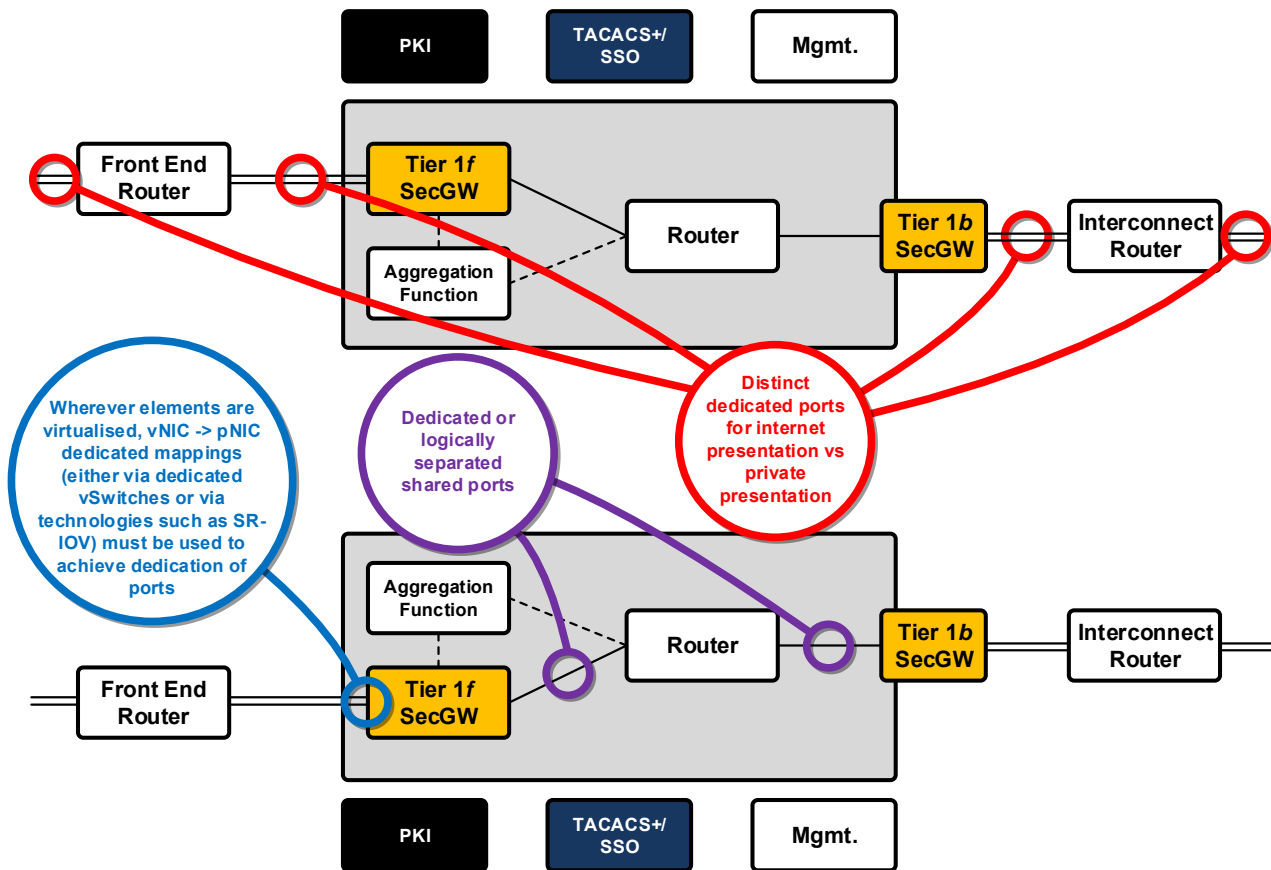 PKI
TACACS+/
SSO
Mgmt.
Front End
Router
Tier 1f
SecGW
Aggregation
Function
Router
Tier 1b
SecGW
Interconnect
Router
Wherever elements are
virtualised, vNIC -> pNIC
dedicated mappings
(either via dedicated
vSwitches or via
technologies such as SR-
IOV) must be used to
achieve dedication of
ports
Dedicated or
logically
separated
shared ports
Distinct
dedicated ports
for internet
presentation vs
private
presentation
Aggregation
Function
Router
Tier 1b
SecGW
Interconnect
Router
Front End
Router
Tier 1f
SecGW
PKI
TACACS+/
SSO
Mgmt.